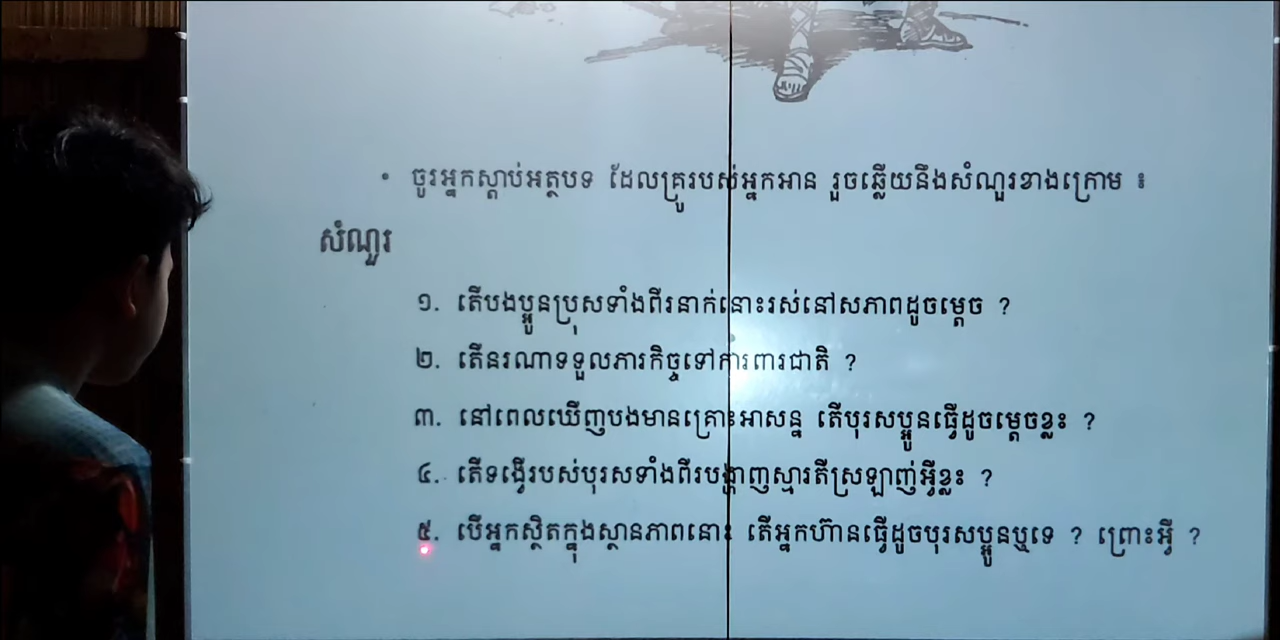 • ចូរអ្នកស្ដាប់អត្ថបទ ដែលគ្រូរបស់អ្នកអាន រួចឆ្លើយនឹងសំណួរខាងក្រោម ៖
សំណួរ
១. តើបងប្អូនប្រុសទាំងពីរនាក់នោះរស់នៅសភាពដូចម្ដេច ?
២. តើនរណាទទួលភារកិច្ចទៅការពារជាតិ ?
៣. នៅពេលឃើញបងមានគ្រោះអាសន្ន តើបុរសប្អូនធ្វើដូចម្ដេចខ្លះ ?
៤. តើទង្វើរបស់បុរសទាំងពីរបង្ហាញស្មារតីស្រឡាញ់អ្វីខ្លះ ?
៥. បើអ្នកស្ថិតក្នុងស្ថានភាពនោះ តើអ្នកហ៊ានធ្វើដូចបុរសប្អូនឬទេ ? ព្រោះអ្វី ?